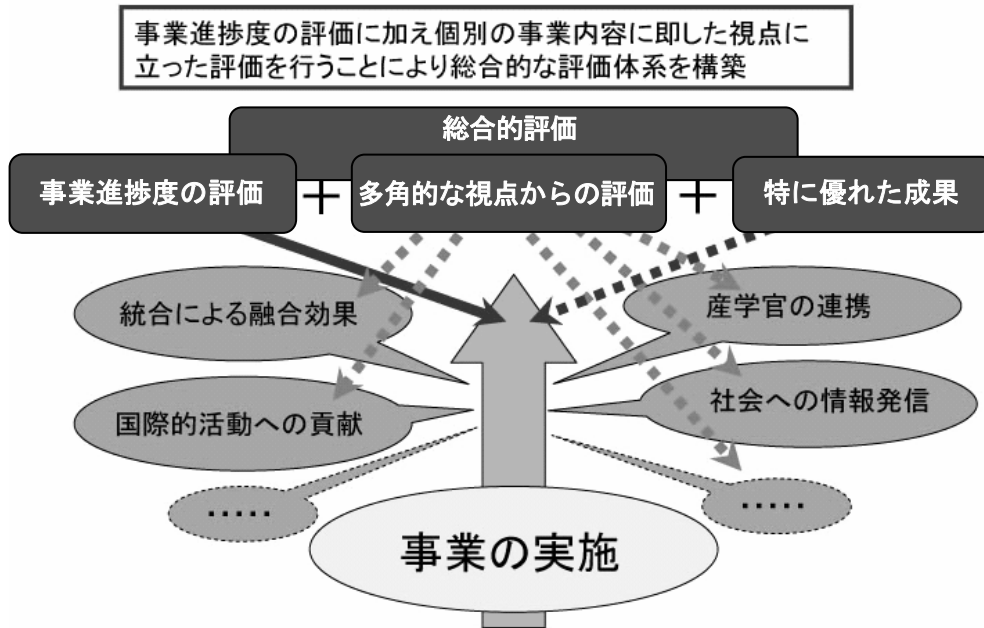 事業進捗度の評価に加え個別の事業内容に即した視点に
立った評価を行うことにより総合的な評価体系を構築
総合的評価
事業進捗度の評価
+
多角的な視点からの評価
+
特に優れた成果
統合による融合効果
産学官の連携
国際的活動への貢献
社会への情報発信
・・・・・
・・・・・
事業の実施